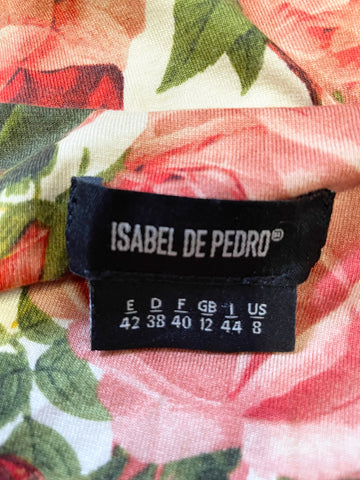 ISABEL DE PEDRO®
E D F GB I US
42 38 40 12 44 8